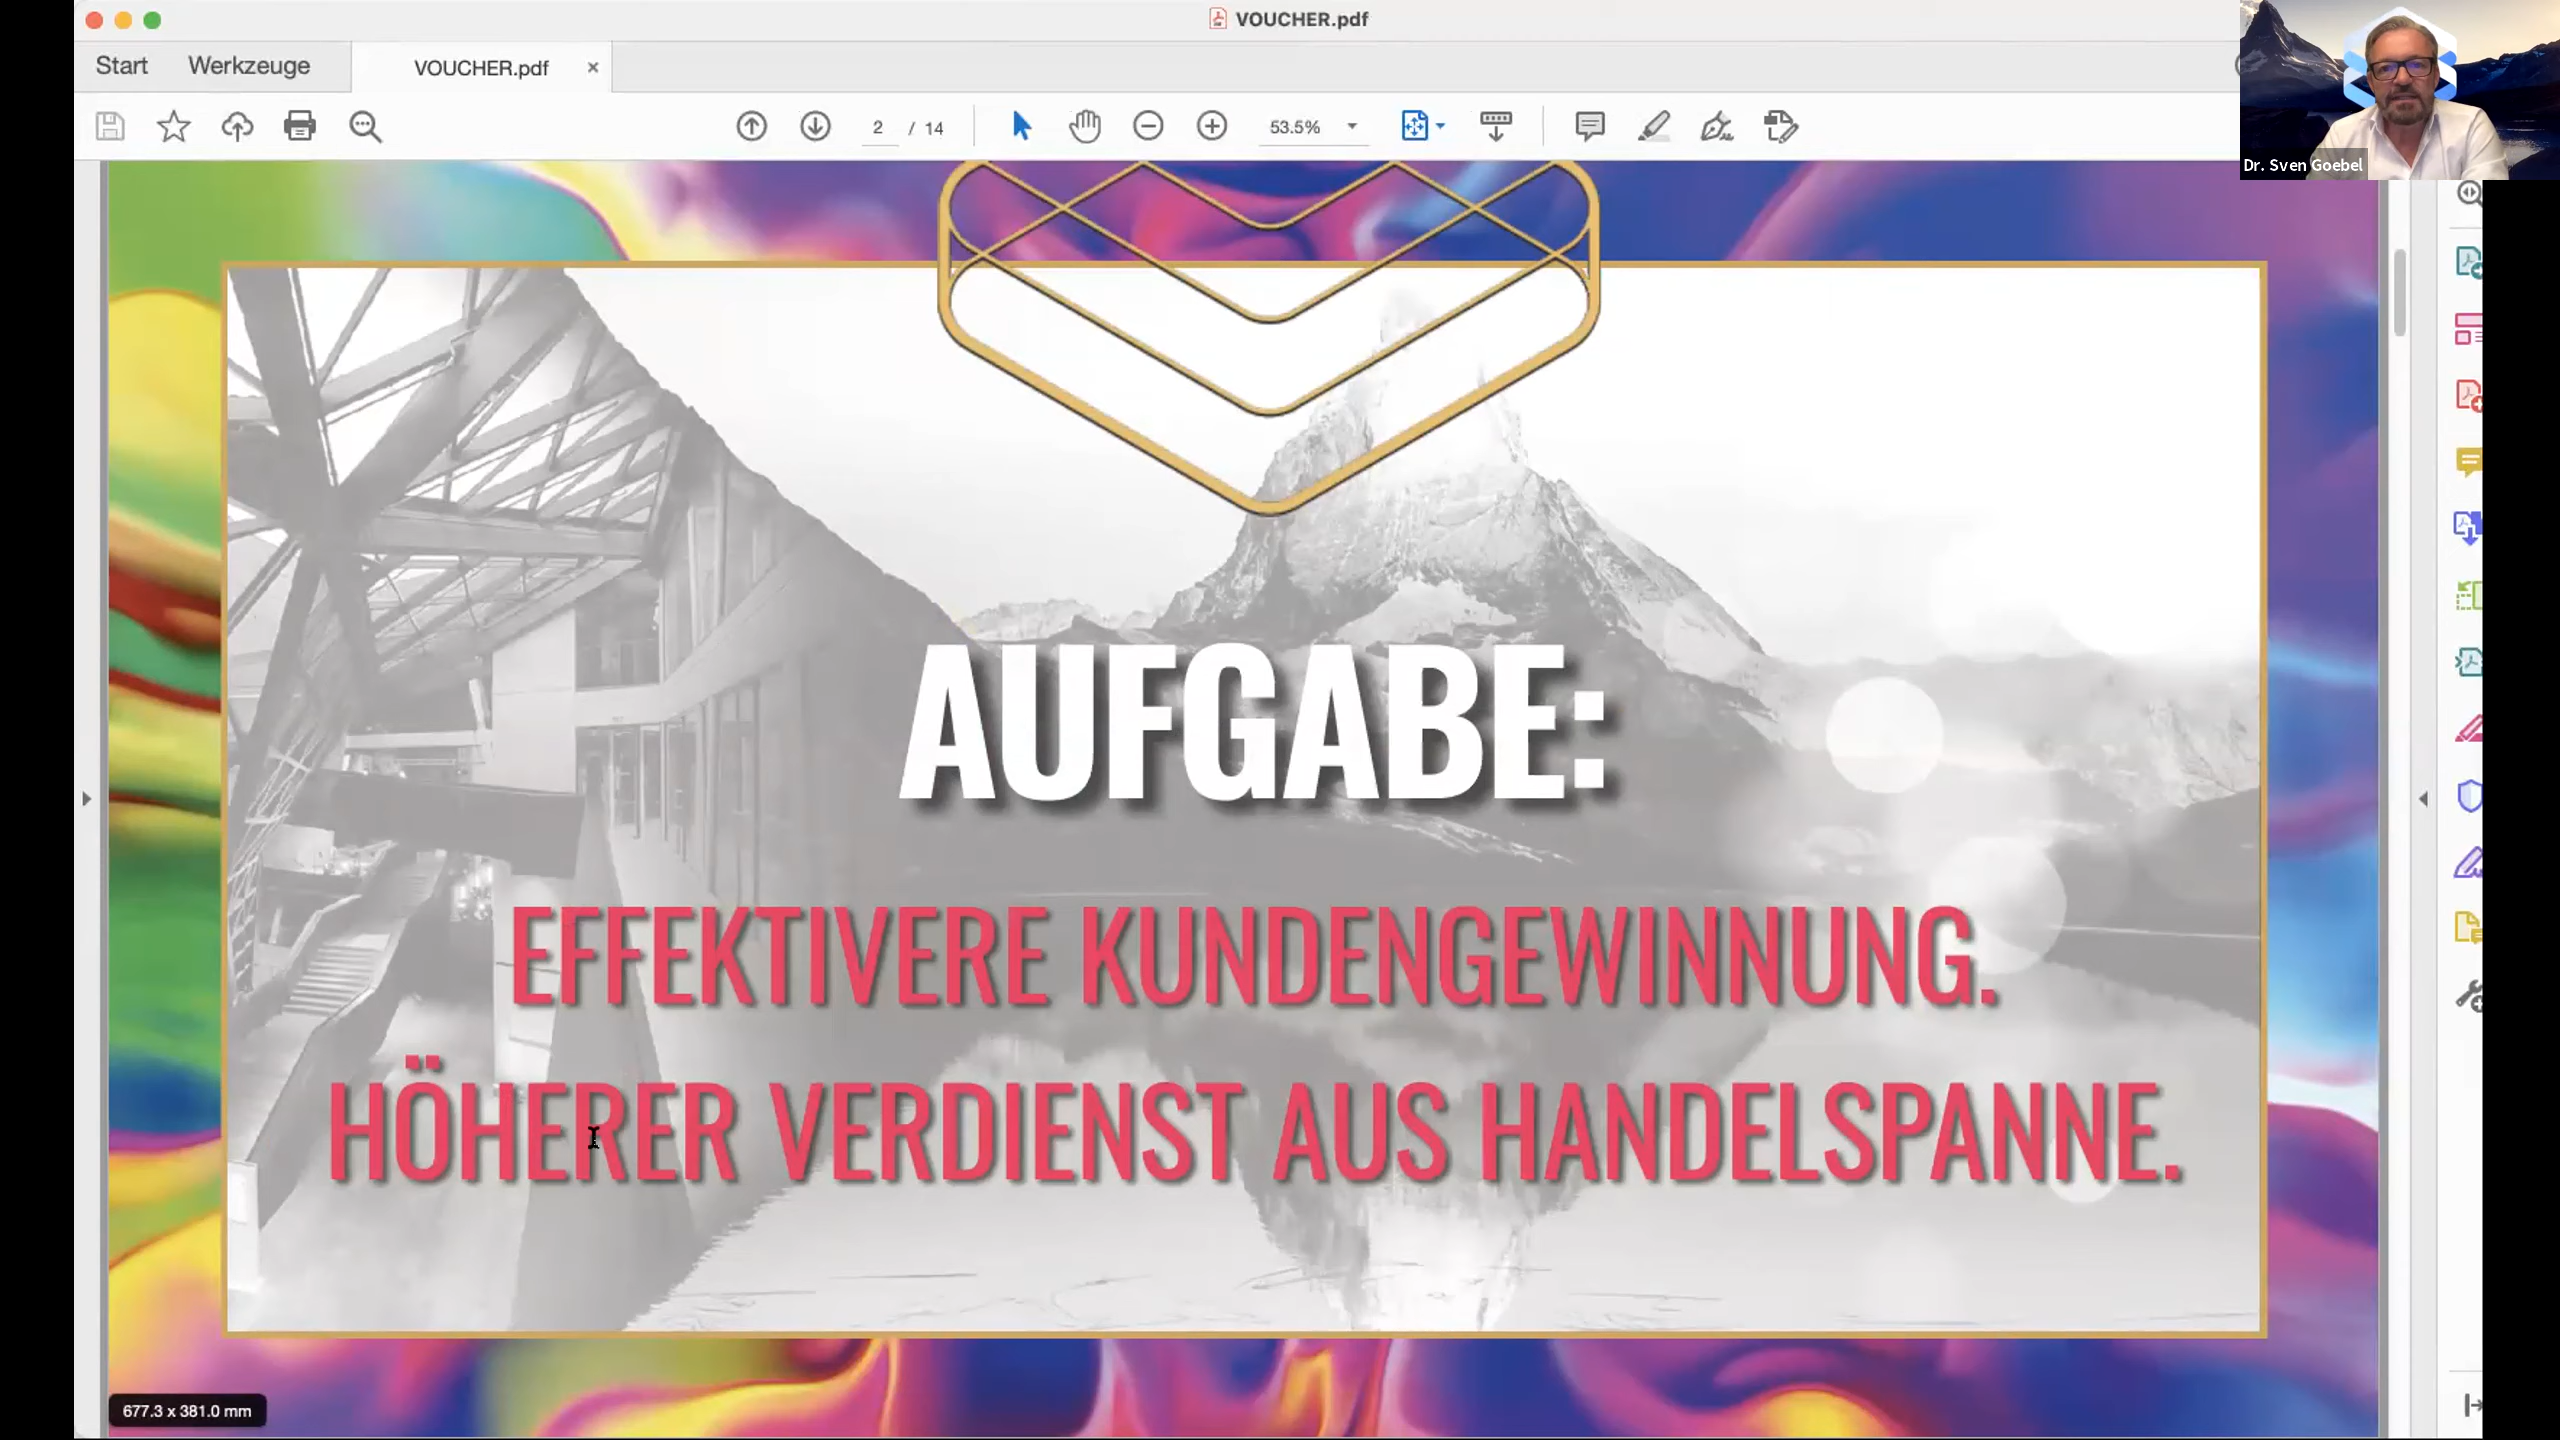 VOUCHER.pdf
Start Werkzeuge VOUCHER.pdf
2 / 14 53.5%
Dr. Sven Goebel
AUFGABE:
EFFEKTIVERE KUNDENGEWINNUNG.
HÖHERER VERDIENST AUS HANDELSPANNE.
677.3 x 381.0 mm